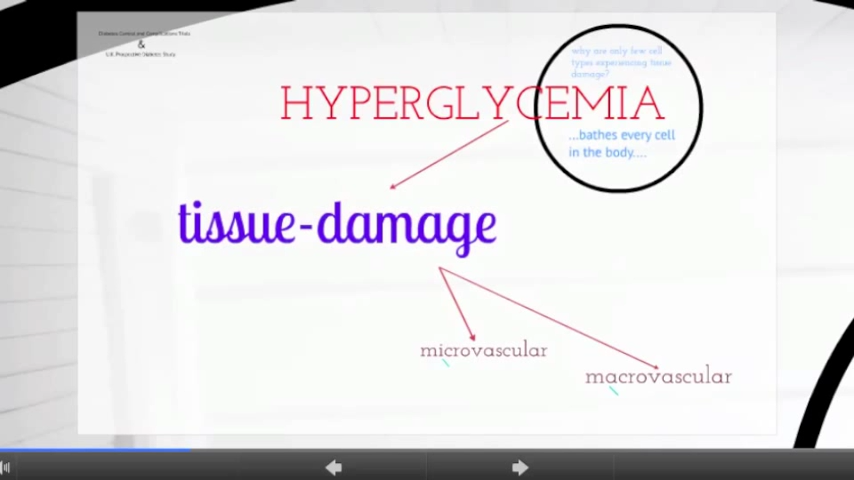 Diabetes Control and Complications Trials
&
U.K. Prospective Diabetes Study
why are only few cell
types experiencing tissue
damage?
HYPERGLYCEMIA
...bathes every cell
in the body....
tissue-damage
microvascular
macrovascular